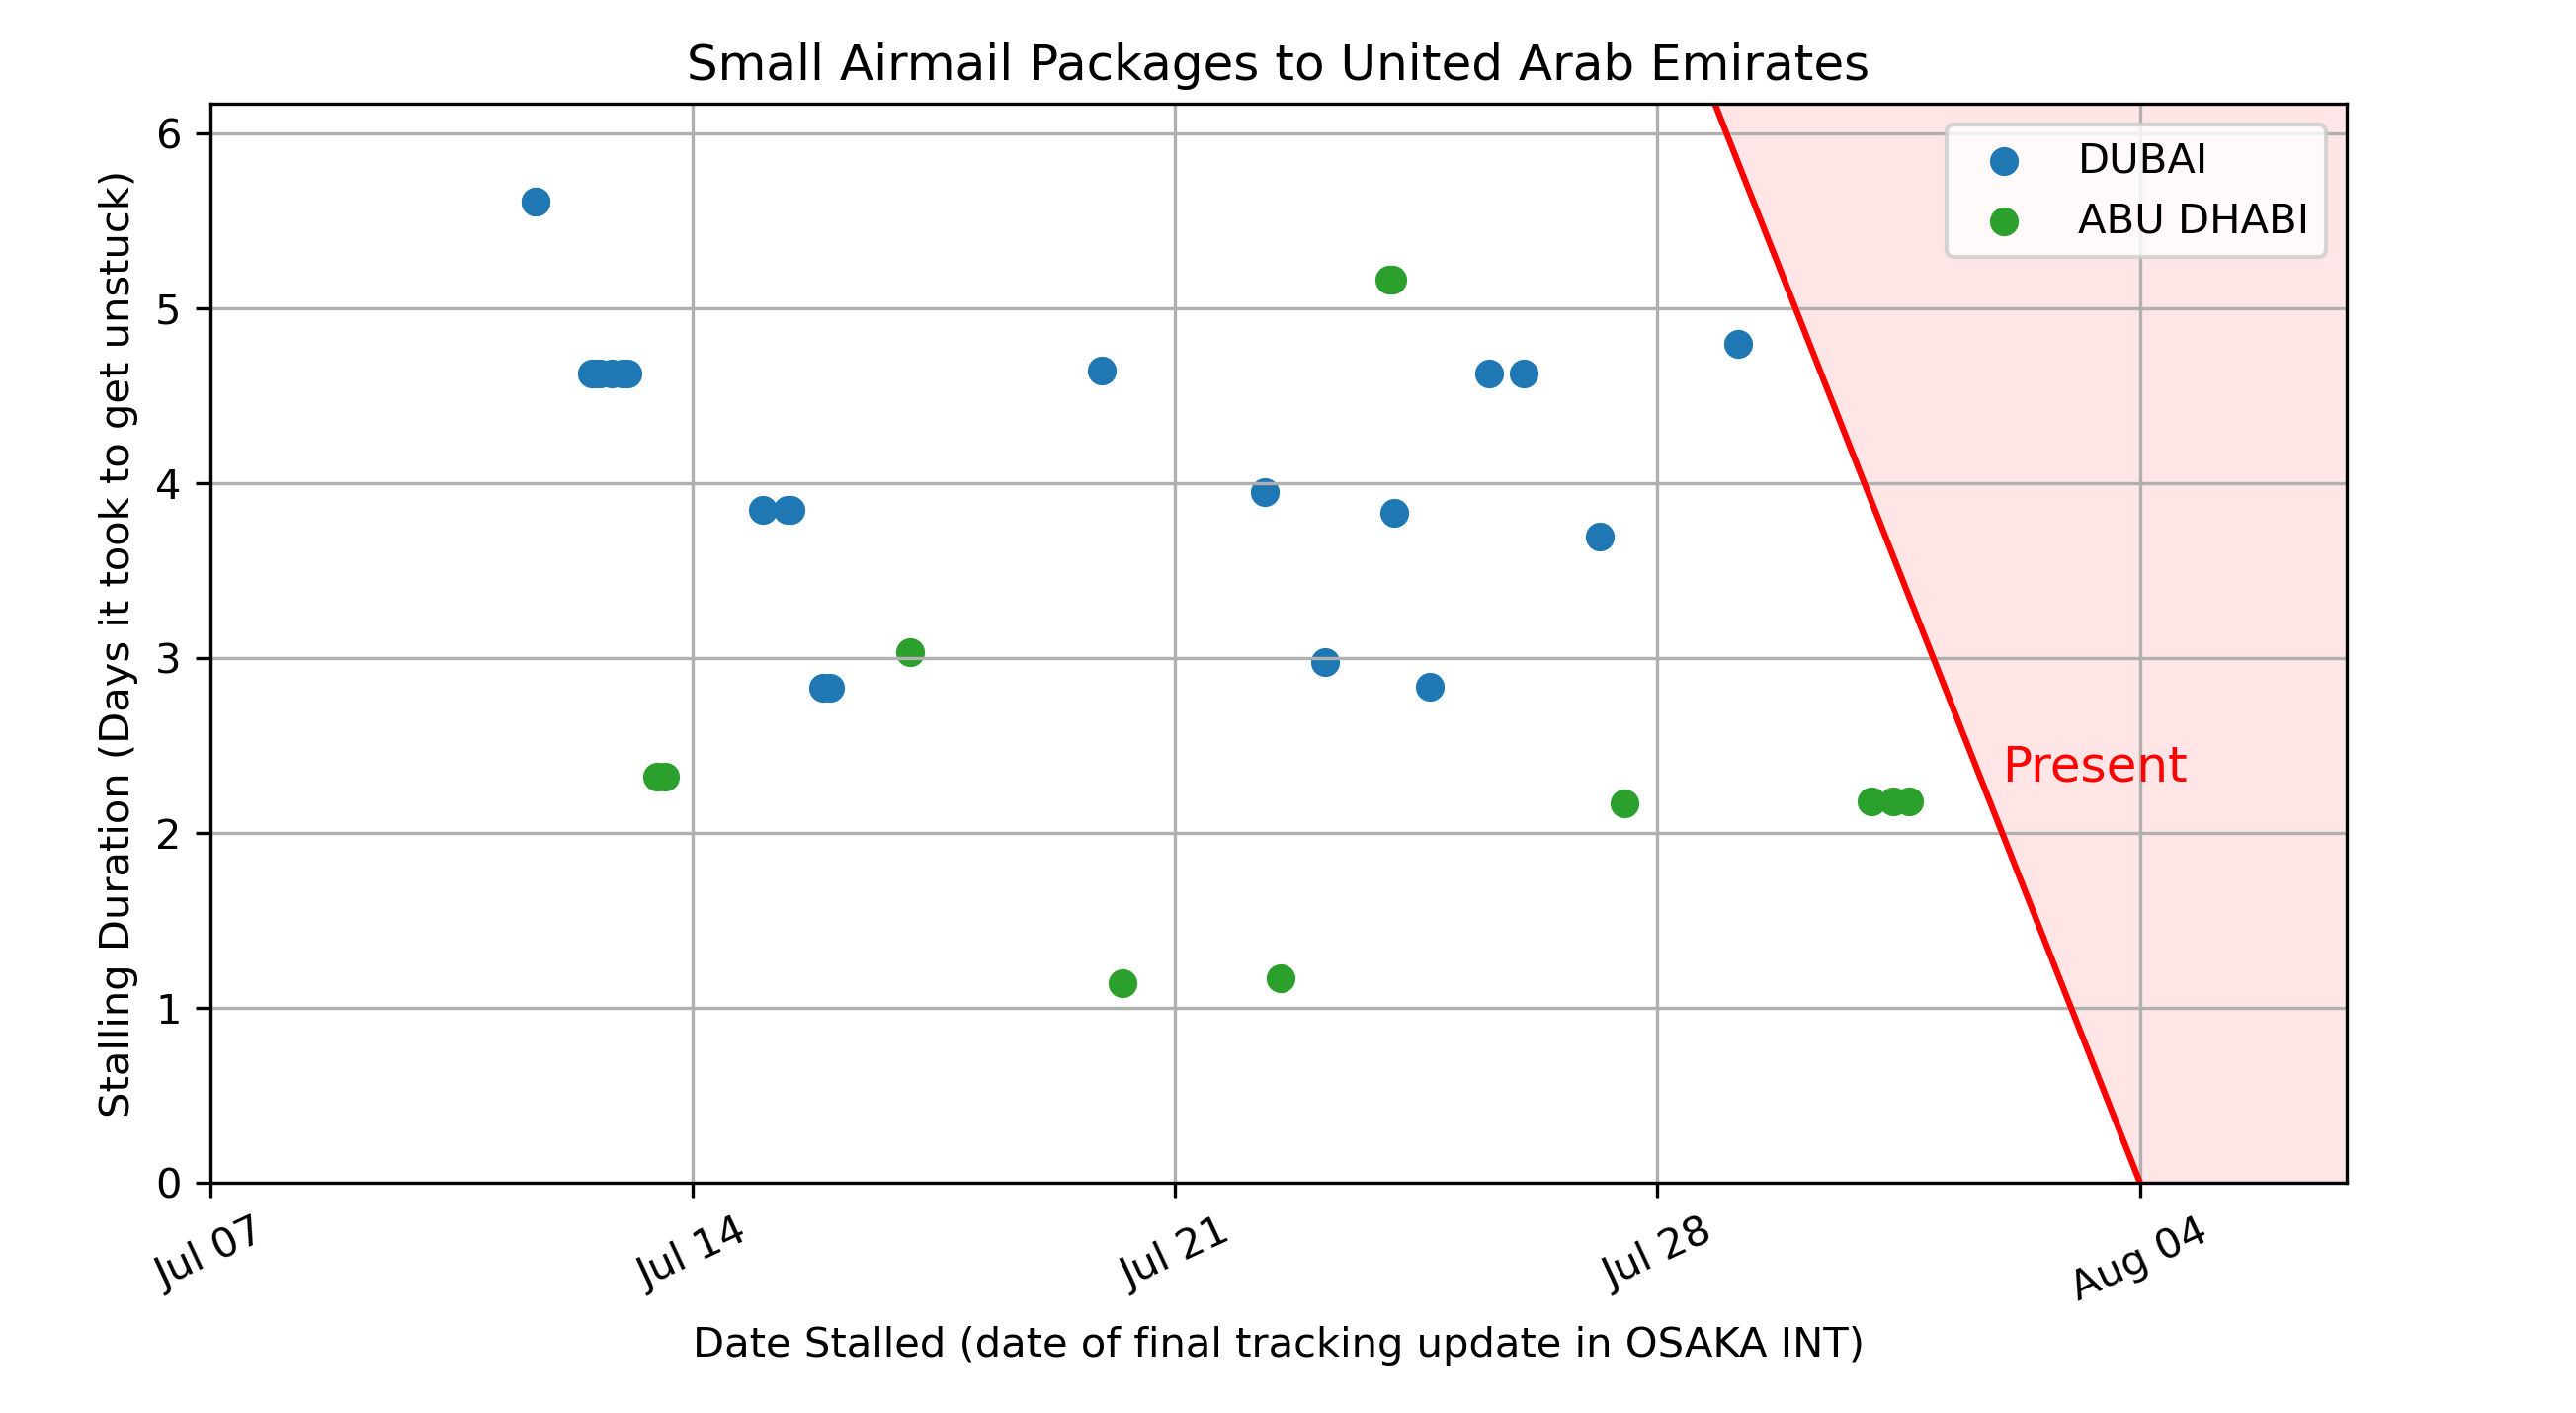 Small Airmail Packages to United Arab Emirates
DUBAI
ABU DHABI
Present
Stalling Duration (Days it took to get unstuck)
6
5
4
3
2
1
0
Jul 07
Jul 14
Jul 21
Jul 28
Aug 04
Date Stalled (date of final tracking update in OSAKA INT)